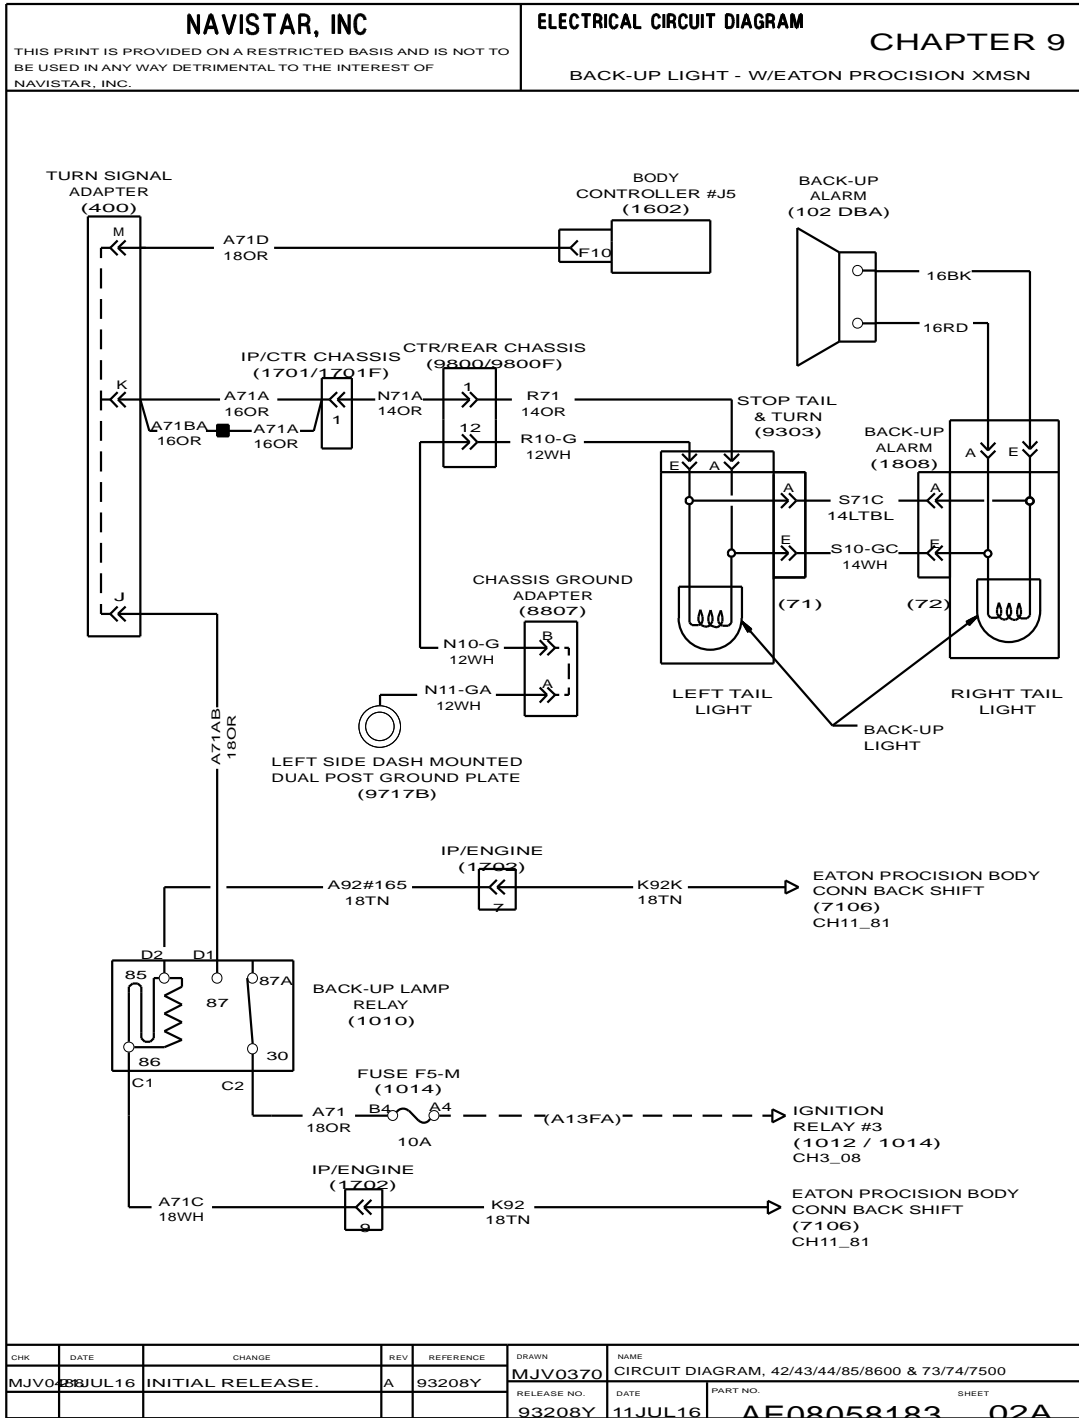 NAVISTAR, INC
THIS PRINT IS PROVIDED ON A RESTRICTED BASIS AND IS NOT TO
BE USED IN ANY WAY DETRIMENTAL TO THE INTEREST OF
NAVISTAR, INC.
ELECTRICAL CIRCUIT DIAGRAM
CHAPTER 9
BACK-UP LIGHT - W/EATON PROCISION XMSN
TURN SIGNAL
ADAPTER
(400)
M
A71D
18OR
BODY
CONTROLLER #J5
(1602)
F10
BACK-UP
ALARM
(102 DBA)
16BK
16RD
IP/CTR CHASSIS
(1701/1701F)
CTR/REAR CHASSIS
(9800/9800F)
K
A71A
16OR
A71BA
16OR
A71A
16OR
1
N71A
14OR
1
R71
14OR
12
R10-G
12WH
STOP TAIL
& TURN
(9303)
BACK-UP
ALARM
(1808)
E
A
A
E
A
S71C
14LTBL
A
E
S10-GC
14WH
E
(71)
(72)
J
CHASSIS GROUND
ADAPTER
(8807)
N10-G
12WH
B
N11-GA
12WH
A
LEFT TAIL
LIGHT
RIGHT TAIL
LIGHT
BACK-UP
LIGHT
A71AB
18OR
LEFT SIDE DASH MOUNTED
DUAL POST GROUND PLATE
(9717B)
IP/ENGINE
(1702)
A92#165
18TN
7
K92K
18TN
EATON PROCISION BODY
CONN BACK SHIFT
(7106)
CH11_81
D2
D1
85
87
87A
86
30
C1
C2
BACK-UP LAMP
RELAY
(1010)
FUSE F5-M
(1014)
A71
18OR
B4
A4
10A
(A13FA)
IGNITION
RELAY #3
(1012 / 1014)
CH3_08
IP/ENGINE
(1702)
A71C
18WH
9
K92
18TN
EATON PROCISION BODY
CONN BACK SHIFT
(7106)
CH11_81
CHK
DATE
CHANGE
REV
REFERENCE
DRAWN
MJV0370
NAME
CIRCUIT DIAGRAM, 42/43/44/85/8600 & 73/74/7500
INITIAL RELEASE.
A
93208Y
RELEASE NO.
93208Y
DATE
11JUL16
PART NO.
AE08058183
SHEET
02A